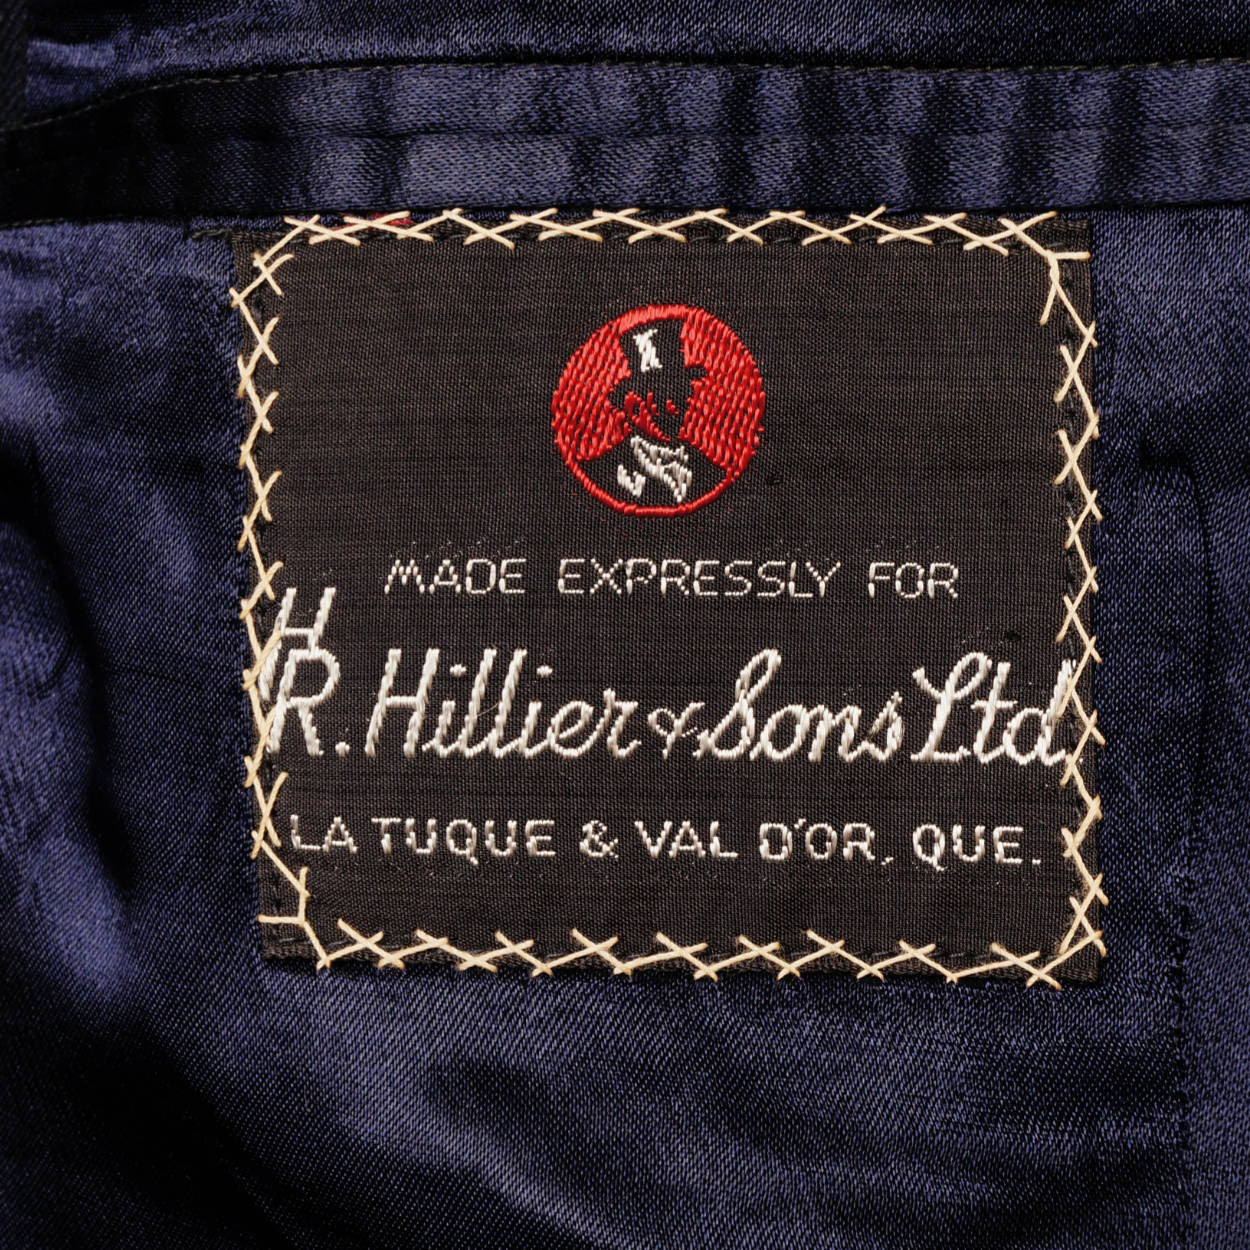 MADE EXPRESSLY FOR
H
R. Hillier & Sons Ltd.
LA TUQUE & VAL D'OR, QUE.